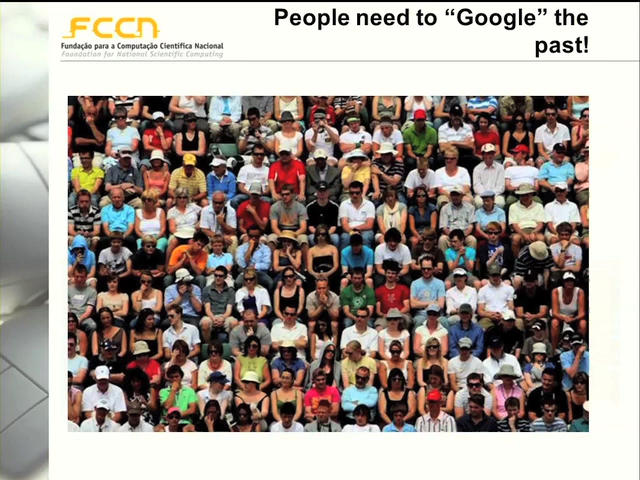 FCCN
Fundação para a Computação Científica Nacional
Foundation for National Scientific Computing
People need to “Google” the
past!